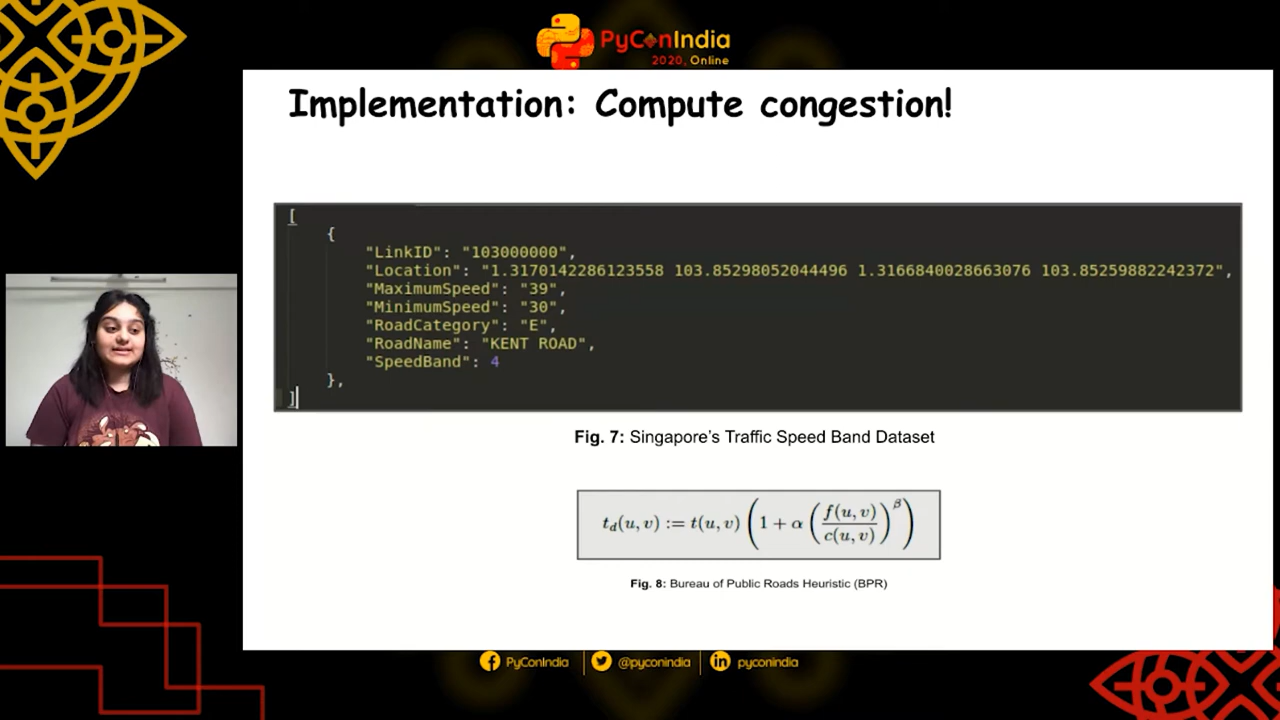 PyConIndia
2020, Online
Implementation: Compute congestion!
[
{
"LinkID": "103000000",
"Location": "1.3170142286123558 103.85298052044496 1.3166840028663076 103.85259882242372",
"MaximumSpeed": "39",
"MinimumSpeed": "30",
"RoadCategory": "E",
"RoadName": "KENT ROAD",
"SpeedBand": 4
},
]
Fig. 7: Singapore's Traffic Speed Band Dataset
t_d(u, v) := t(u, v) (1 + α (f(u, v) / c(u, v))^β)
Fig. 8: Bureau of Public Roads Heuristic (BPR)
PyConIndia @pyconindia pyconindia